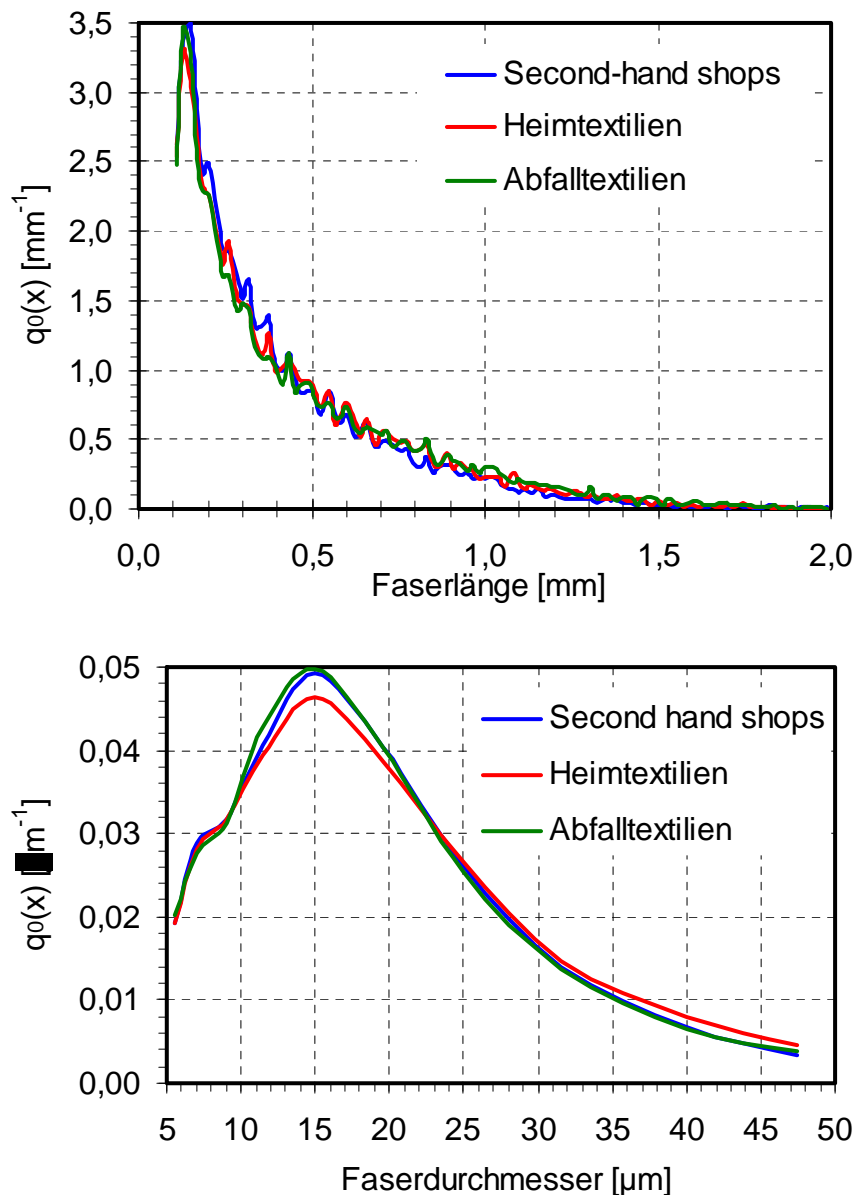 3,5
3,0
2,5
2,0
1,5
1,0
0,5
0,0
q0(x) [mm-1]
Second-hand shops
Heimtextilien
Abfalltextilien
0,0 0,5 1,0 1,5 2,0
Faserlänge [mm]
0,05
0,04
0,03
0,02
0,01
0,00
q0(x) m-1]
Second hand shops
Heimtextilien
Abfalltextilien
5 10 15 20 25 30 35 40 45 50
Faserdurchmesser [µm]